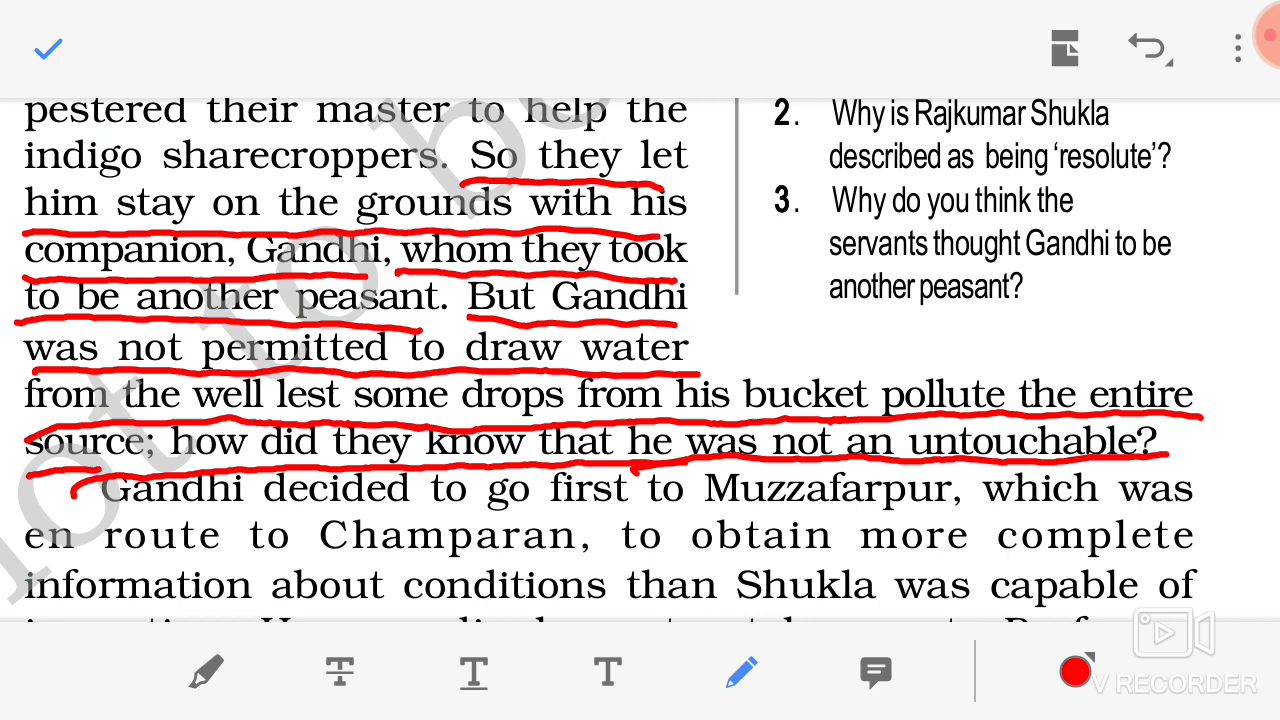 pestered their master to help the
indigo sharecroppers. So they let
him stay on the grounds with his
companion, Gandhi, whom they took
to be another peasant. But Gandhi
was not permitted to draw water
from the well lest some drops from his bucket pollute the entire
source; how did they know that he was not an untouchable?
Gandhi decided to go first to Muzzafarpur, which was
en route to Champaran, to obtain more complete
information about conditions than Shukla was capable of
2. Why is Rajkumar Shukla
described as being ‘resolute’?
3. Why do you think the
servants thought Gandhi to be
another peasant?
not to be
T
T
T
V RECORDER